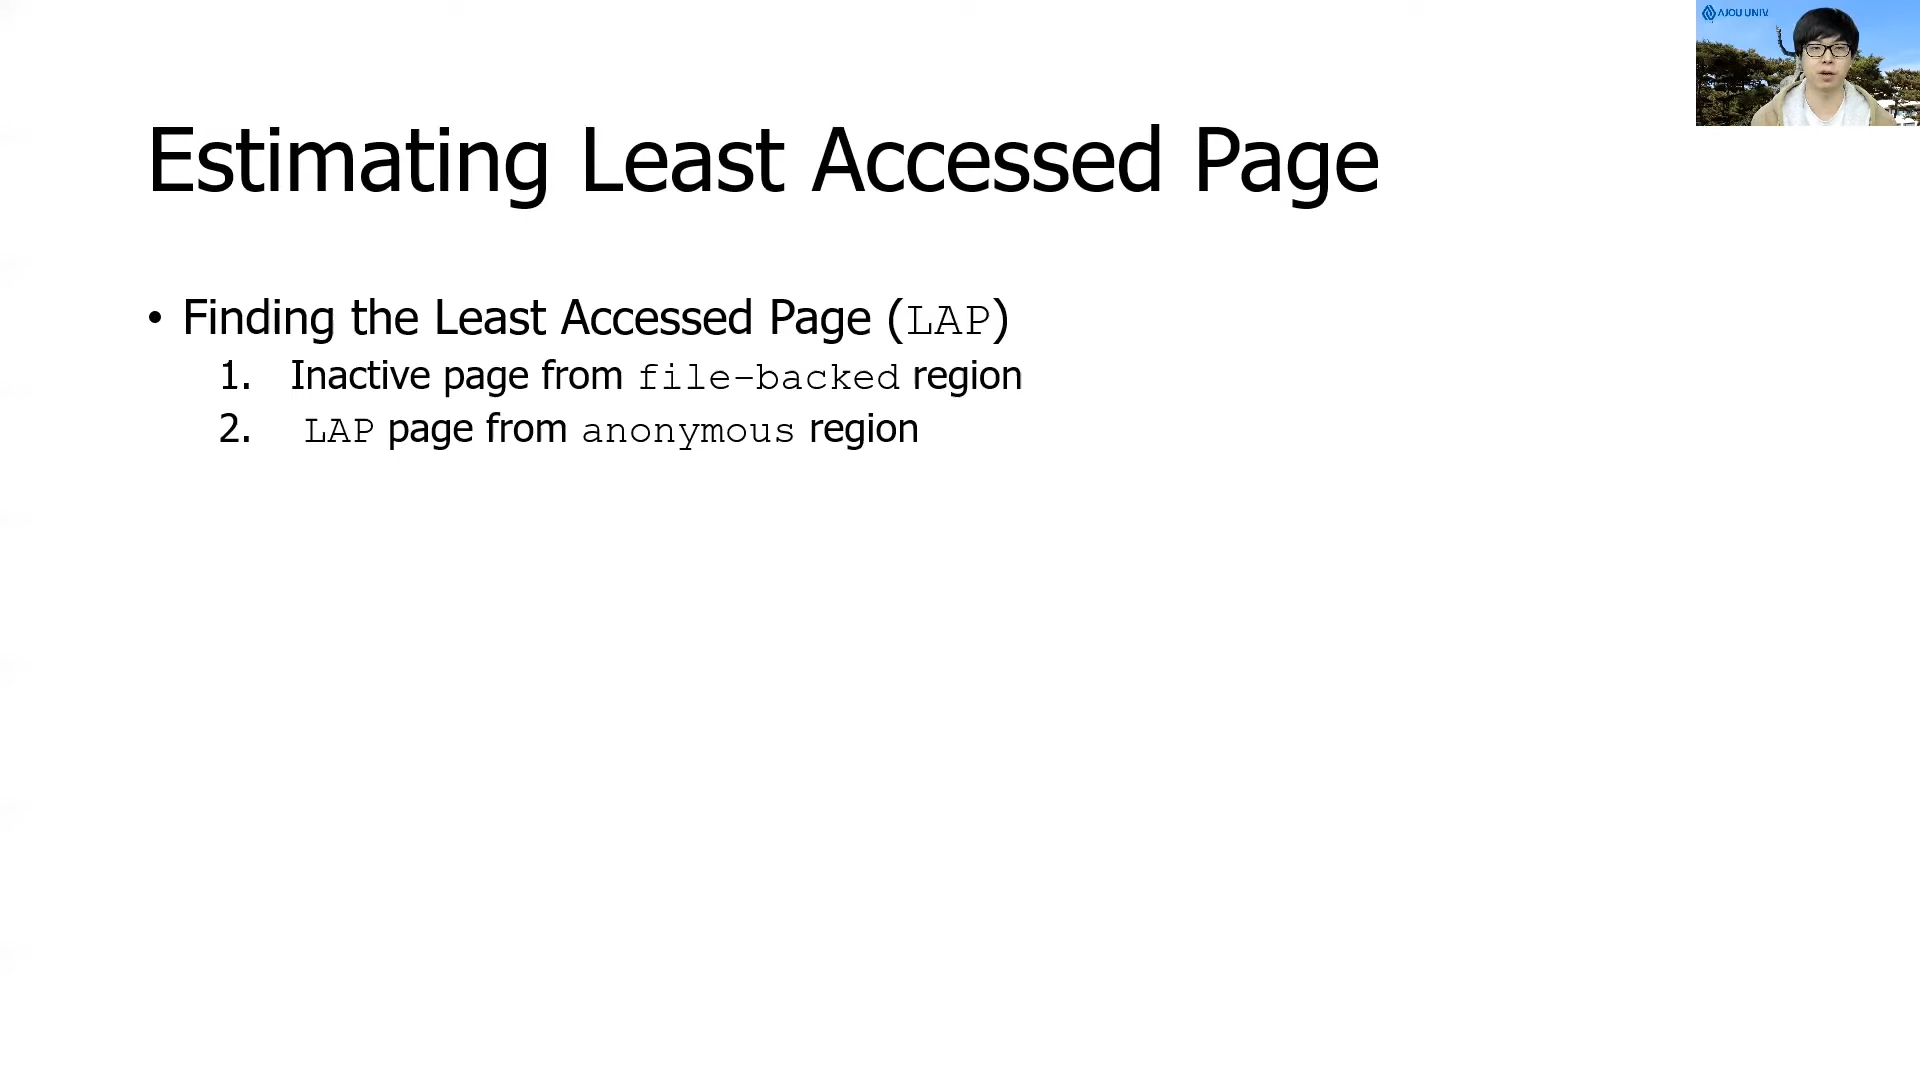 AJOU UNIV.
Estimating Least Accessed Page
• Finding the Least Accessed Page (LAP)
1. Inactive page from file-backed region
2. LAP page from anonymous region